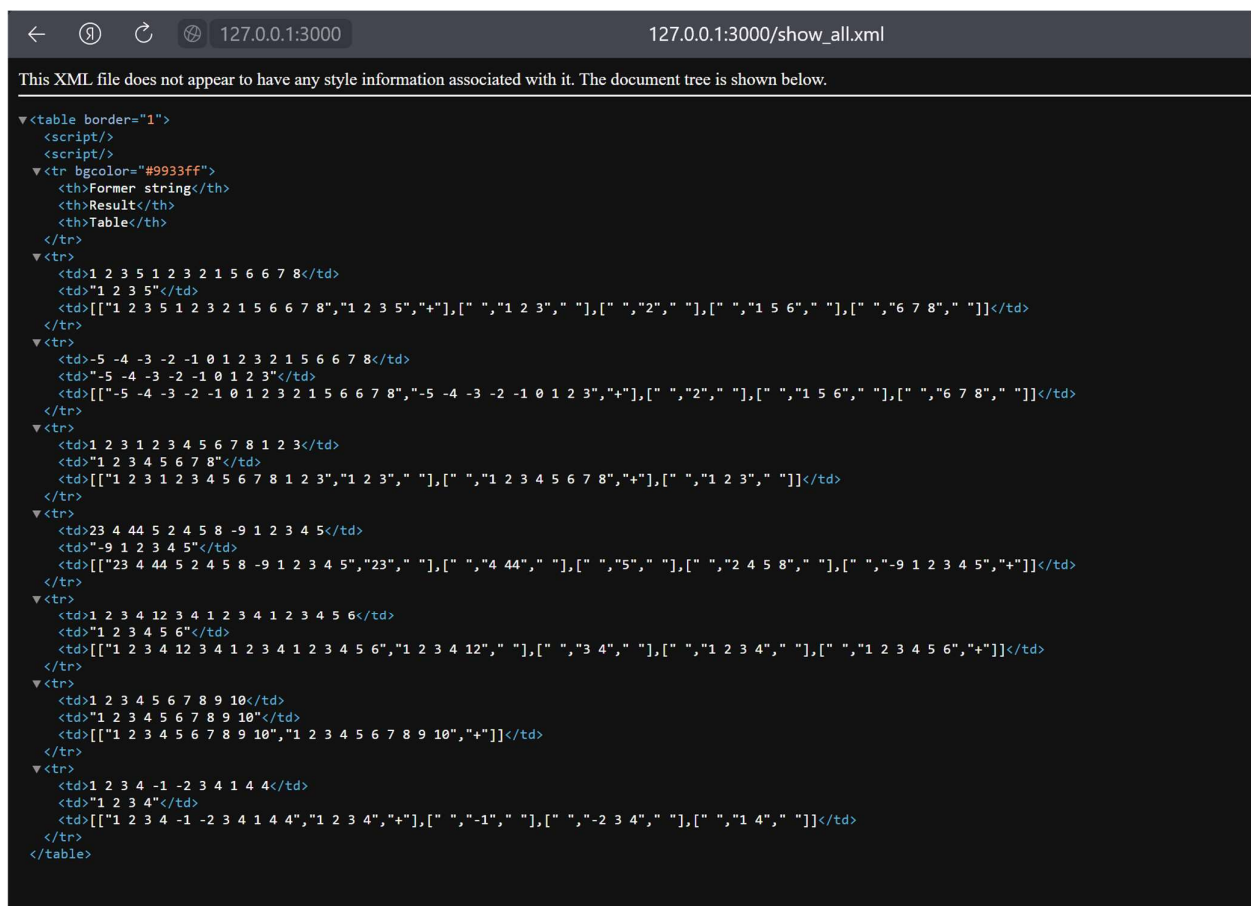 127.0.0.1:3000
127.0.0.1:3000/show_all.xml
This XML file does not appear to have any style information associated with it. The document tree is shown below.
▼<table border="1">
<script/>
<script/>
▼<tr bgcolor="#9933ff">
<th>Former string</th>
<th>Result</th>
<th>Table</th>
</tr>
▼<tr>
<td>1 2 3 5 1 2 3 2 1 5 6 6 7 8</td>
<td>"1 2 3 5"</td>
<td>[["1 2 3 5 1 2 3 2 1 5 6 6 7 8","1 2 3 5","+"],[" ","1 2 3"," "],[" ","2"," "],[" ","1 5 6"," "],[" ","6 7 8"," "]]</td>
</tr>
▼<tr>
<td>-5 -4 -3 -2 -1 0 1 2 3 2 1 5 6 6 7 8</td>
<td>"-5 -4 -3 -2 -1 0 1 2 3"</td>
<td>[["-5 -4 -3 -2 -1 0 1 2 3 2 1 5 6 6 7 8","-5 -4 -3 -2 -1 0 1 2 3","+"],[" ","2"," "],[" ","1 5 6"," "],[" ","6 7 8"," "]]</td>
</tr>
▼<tr>
<td>1 2 3 1 2 3 4 5 6 7 8 1 2 3</td>
<td>"1 2 3 4 5 6 7 8"</td>
<td>[["1 2 3 1 2 3 4 5 6 7 8 1 2 3","1 2 3"," "],[" ","1 2 3 4 5 6 7 8","+"],[" ","1 2 3"," "]]</td>
</tr>
▼<tr>
<td>23 4 44 5 2 4 5 8 -9 1 2 3 4 5</td>
<td>"-9 1 2 3 4 5"</td>
<td>[["23 4 44 5 2 4 5 8 -9 1 2 3 4 5","23"," "],[" ","4 44"," "],[" ","5"," "],[" ","2 4 5 8"," "],[" ","-9 1 2 3 4 5","+"]]</td>
</tr>
▼<tr>
<td>1 2 3 4 12 3 4 1 2 3 4 1 2 3 4 5 6</td>
<td>"1 2 3 4 5 6"</td>
<td>[["1 2 3 4 12 3 4 1 2 3 4 1 2 3 4 5 6","1 2 3 4 12"," "],[" ","3 4"," "],[" ","1 2 3 4"," "],[" ","1 2 3 4 5 6","+"]]</td>
</tr>
▼<tr>
<td>1 2 3 4 5 6 7 8 9 10</td>
<td>"1 2 3 4 5 6 7 8 9 10"</td>
<td>[["1 2 3 4 5 6 7 8 9 10","1 2 3 4 5 6 7 8 9 10","+"]]</td>
</tr>
▼<tr>
<td>1 2 3 4 -1 -2 3 4 1 4 4</td>
<td>"1 2 3 4"</td>
<td>[["1 2 3 4 -1 -2 3 4 1 4 4","1 2 3 4","+"],[" ","-1"," "],[" ","-2 3 4"," "],[" ","1 4"," "]]</td>
</tr>
</table>